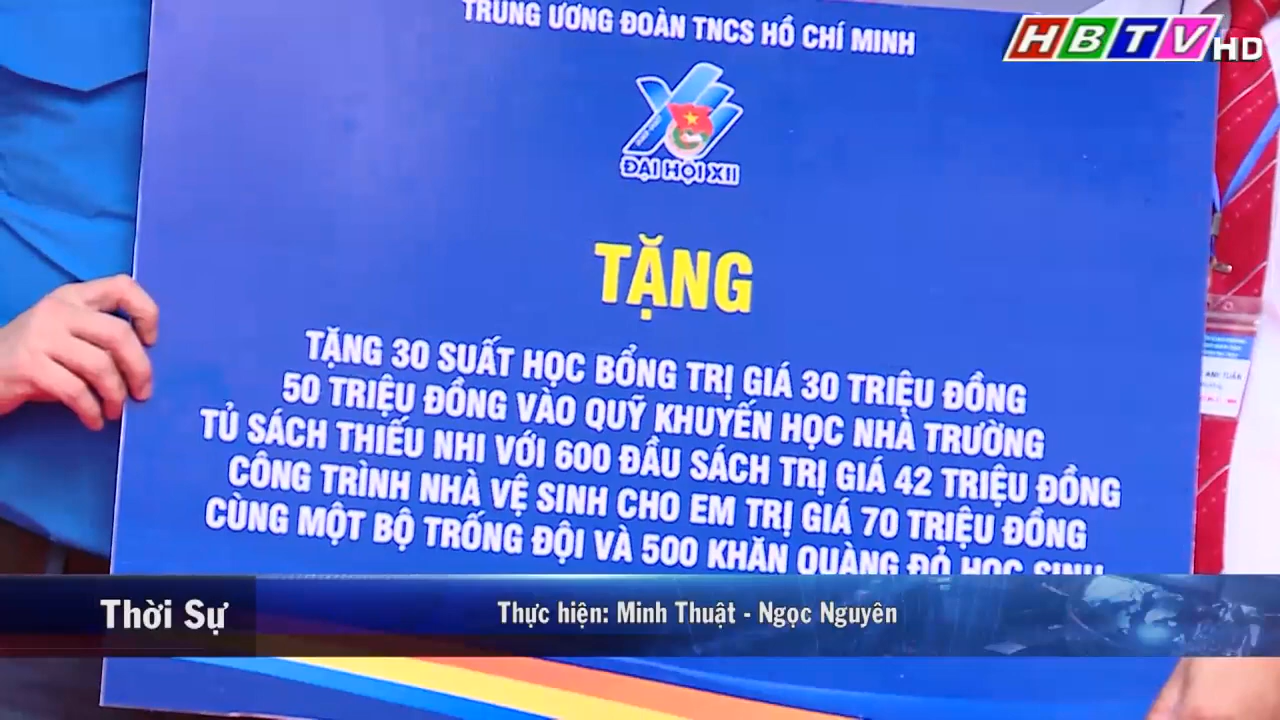 TRUNG ƯƠNG ĐOÀN TNCS HỒ CHÍ MINH
HBTV HD
ĐẠI HỘI XII
TẶNG
TẶNG 30 SUẤT HỌC BỔNG TRỊ GIÁ 30 TRIỆU ĐỒNG
50 TRIỆU ĐỒNG VÀO QUỸ KHUYẾN HỌC NHÀ TRƯỜNG
TỦ SÁCH THIẾU NHI VỚI 600 ĐẦU SÁCH TRỊ GIÁ 42 TRIỆU ĐỒNG
CÔNG TRÌNH NHÀ VỆ SINH CHO EM TRỊ GIÁ 70 TRIỆU ĐỒNG
CÙNG MỘT BỘ TRỐNG ĐỘI VÀ 500 KHĂN QUÀNG ĐỎ HỌC SINH
ANH TUẤN
Thời Sự
Thực hiện: Minh Thuật - Ngọc Nguyên